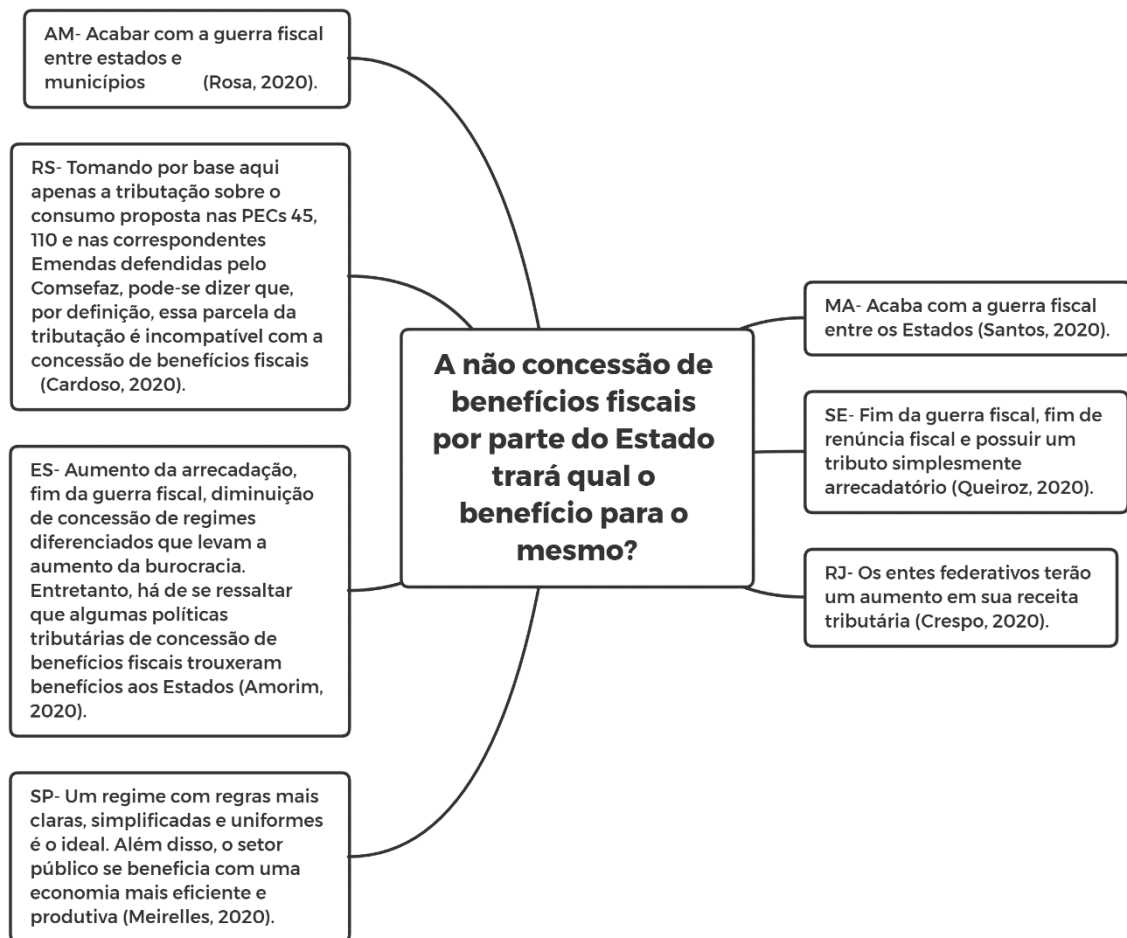 AM- Acabar com a guerra fiscal
entre estados e
municípios (Rosa, 2020).
RS- Tomando por base aqui
apenas a tributação sobre o
consumo proposta nas PECs 45,
110 e nas correspondentes
Emendas defendidas pelo
Comsefaz, pode-se dizer que,
por definição, essa parcela da
tributação é incompatível com a
concessão de benefícios fiscais
(Cardoso, 2020).
ES- Aumento da arrecadação,
fim da guerra fiscal, diminuição
de concessão de regimes
diferenciados que levam a
aumento da burocracia.
Entretanto, há de se ressaltar
que algumas políticas
tributárias de concessão de
benefícios fiscais trouxeram
benefícios aos Estados (Amorim,
2020).
SP- Um regime com regras mais
claras, simplificadas e uniformes
é o ideal. Além disso, o setor
público se beneficia com uma
economia mais eficiente e
produtiva (Meirelles, 2020).
A não concessão de
benefícios fiscais
por parte do Estado
trará qual o
benefício para o
mesmo?
MA- Acaba com a guerra fiscal
entre os Estados (Santos, 2020).
SE- Fim da guerra fiscal, fim de
renúncia fiscal e possuir um
tributo simplesmente
arrecadatório (Queiroz, 2020).
RJ- Os entes federativos terão
um aumento em sua receita
tributária (Crespo, 2020).